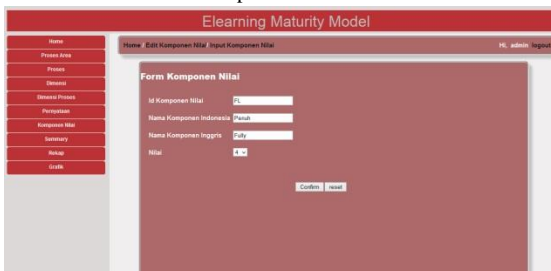 Elearning Maturity Model
Home
Proses Area
Proses
Dimensi
Dimensi Proses
Pernyataan
Komponen Nilai
Summary
Rekap
Grafik
Home / Edit Komponen Nilai / Input Komponen Nilai
Hi, admin logout
Form Komponen Nilai
Id Komponen Nilai FL
Nama Komponen Indonesia Penuh
Nama Komponen Inggris Fully
Nilai 4
Confirm reset